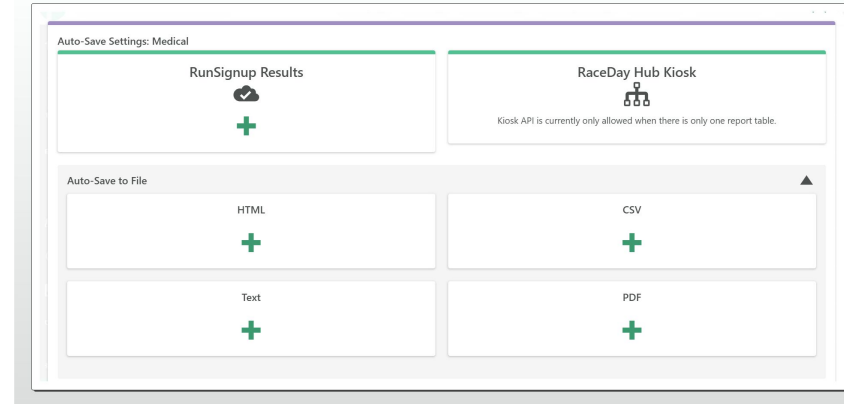 Auto-Save Settings: Medical
RunSignup Results
RaceDay Hub Kiosk
Kiosk API is currently only allowed when there is only one report table.
Auto-Save to File
HTML
CSV
Text
PDF